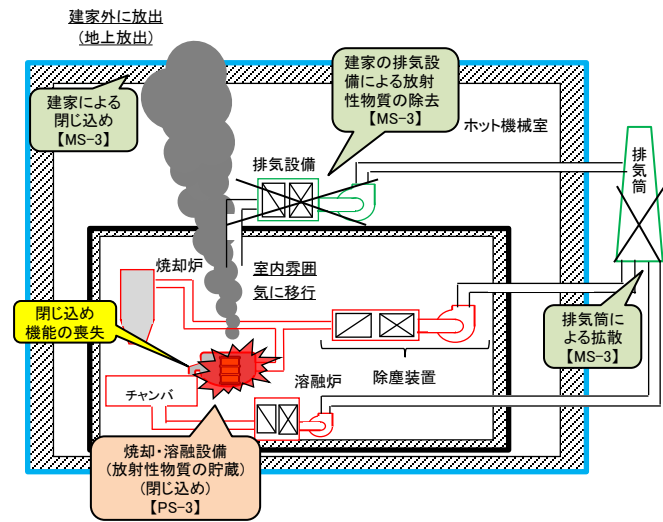 建家外に放出
(地上放出)
建家による
閉じ込め
【MS-3】
建家の排気設
備による放射
性物質の除去
【MS-3】
ホット機械室
排気設備
排気筒
焼却炉
室内雰囲
気に移行
閉じ込め
機能の喪失
排気筒に
よる拡散
【MS-3】
チャンバ
溶融炉
除塵装置
焼却・溶融設備
(放射性物質の貯蔵)
(閉じ込め)
【PS-3】